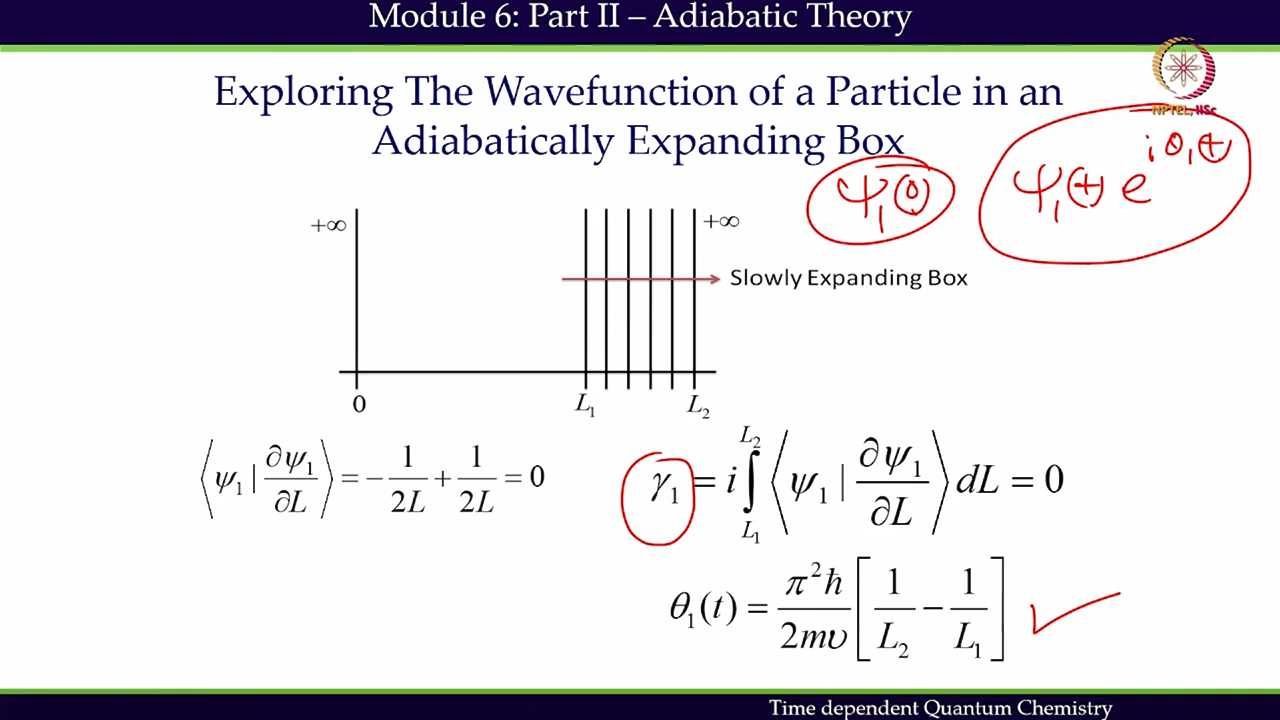 Module 6: Part II – Adiabatic Theory
Exploring The Wavefunction of a Particle in an
Adiabatically Expanding Box
NPTEL, IISc
ψ₁(0)
ψ₁(t) e^{iθ₁(t)}
+∞
+∞
Slowly Expanding Box
0
L₁
L₂
⟨ψ₁|∂ψ₁/∂L⟩ = −1/2L + 1/2L = 0
γ₁ = i∫_{L₁}^{L₂} ⟨ψ₁|∂ψ₁/∂L⟩ dL = 0
θ₁(t) = π²ħ/2mυ [1/L₂ − 1/L₁]
Time dependent Quantum Chemistry